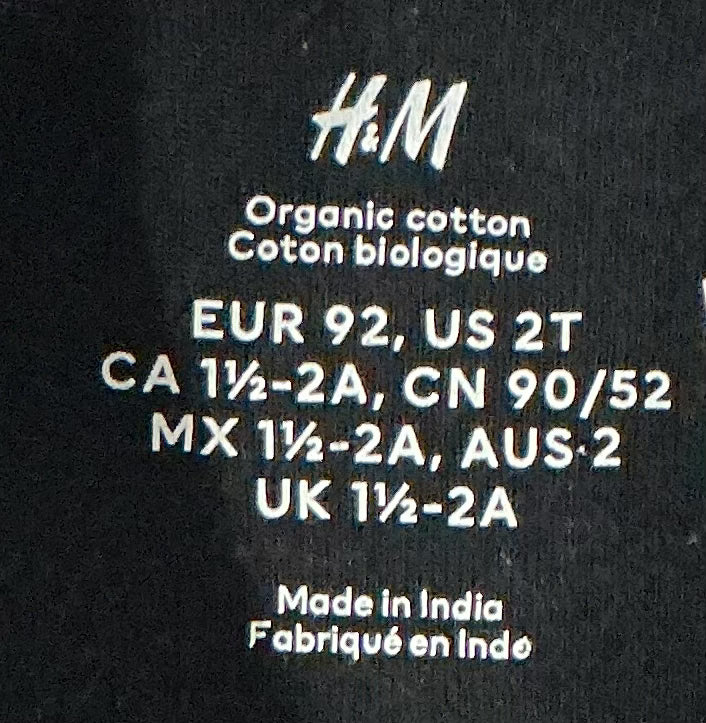 H&M
Organic cotton
Coton biologique
EUR 92, US 2T
CA 1½-2A, CN 90/52
MX 1½-2A, AUS 2
UK 1½-2A
Made in India
Fabriqué en Inde